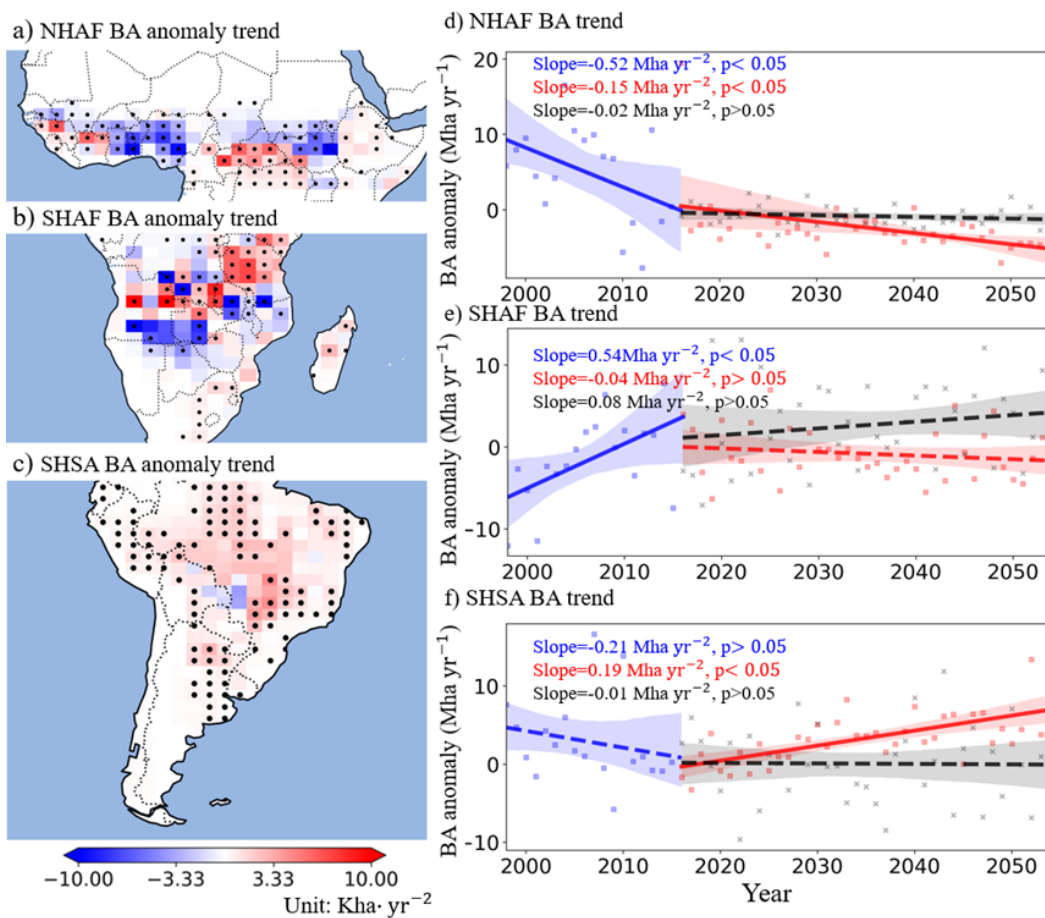 a) NHAF BA anomaly trend
b) SHAF BA anomaly trend
c) SHSA BA anomaly trend
−10.00 −3.33 3.33 10.00
Unit: Kha· yr⁻²
d) NHAF BA trend
Slope=-0.52 Mha yr⁻², p< 0.05
Slope=-0.15 Mha yr⁻², p< 0.05
Slope=-0.02 Mha yr⁻², p>0.05
BA anomaly (Mha yr⁻¹)
20
10
0
2000 2010 2020 2030 2040 2050
e) SHAF BA trend
Slope=0.54Mha yr⁻², p< 0.05
Slope=-0.04 Mha yr⁻², p> 0.05
Slope=0.08 Mha yr⁻², p>0.05
BA anomaly (Mha yr⁻¹)
10
0
-10
2000 2010 2020 2030 2040 2050
f) SHSA BA trend
Slope=-0.21 Mha yr⁻², p> 0.05
Slope=0.19 Mha yr⁻², p< 0.05
Slope=-0.01 Mha yr⁻², p>0.05
BA anomaly (Mha yr⁻¹)
10
0
-10
2000 2010 2020 2030 2040 2050
Year